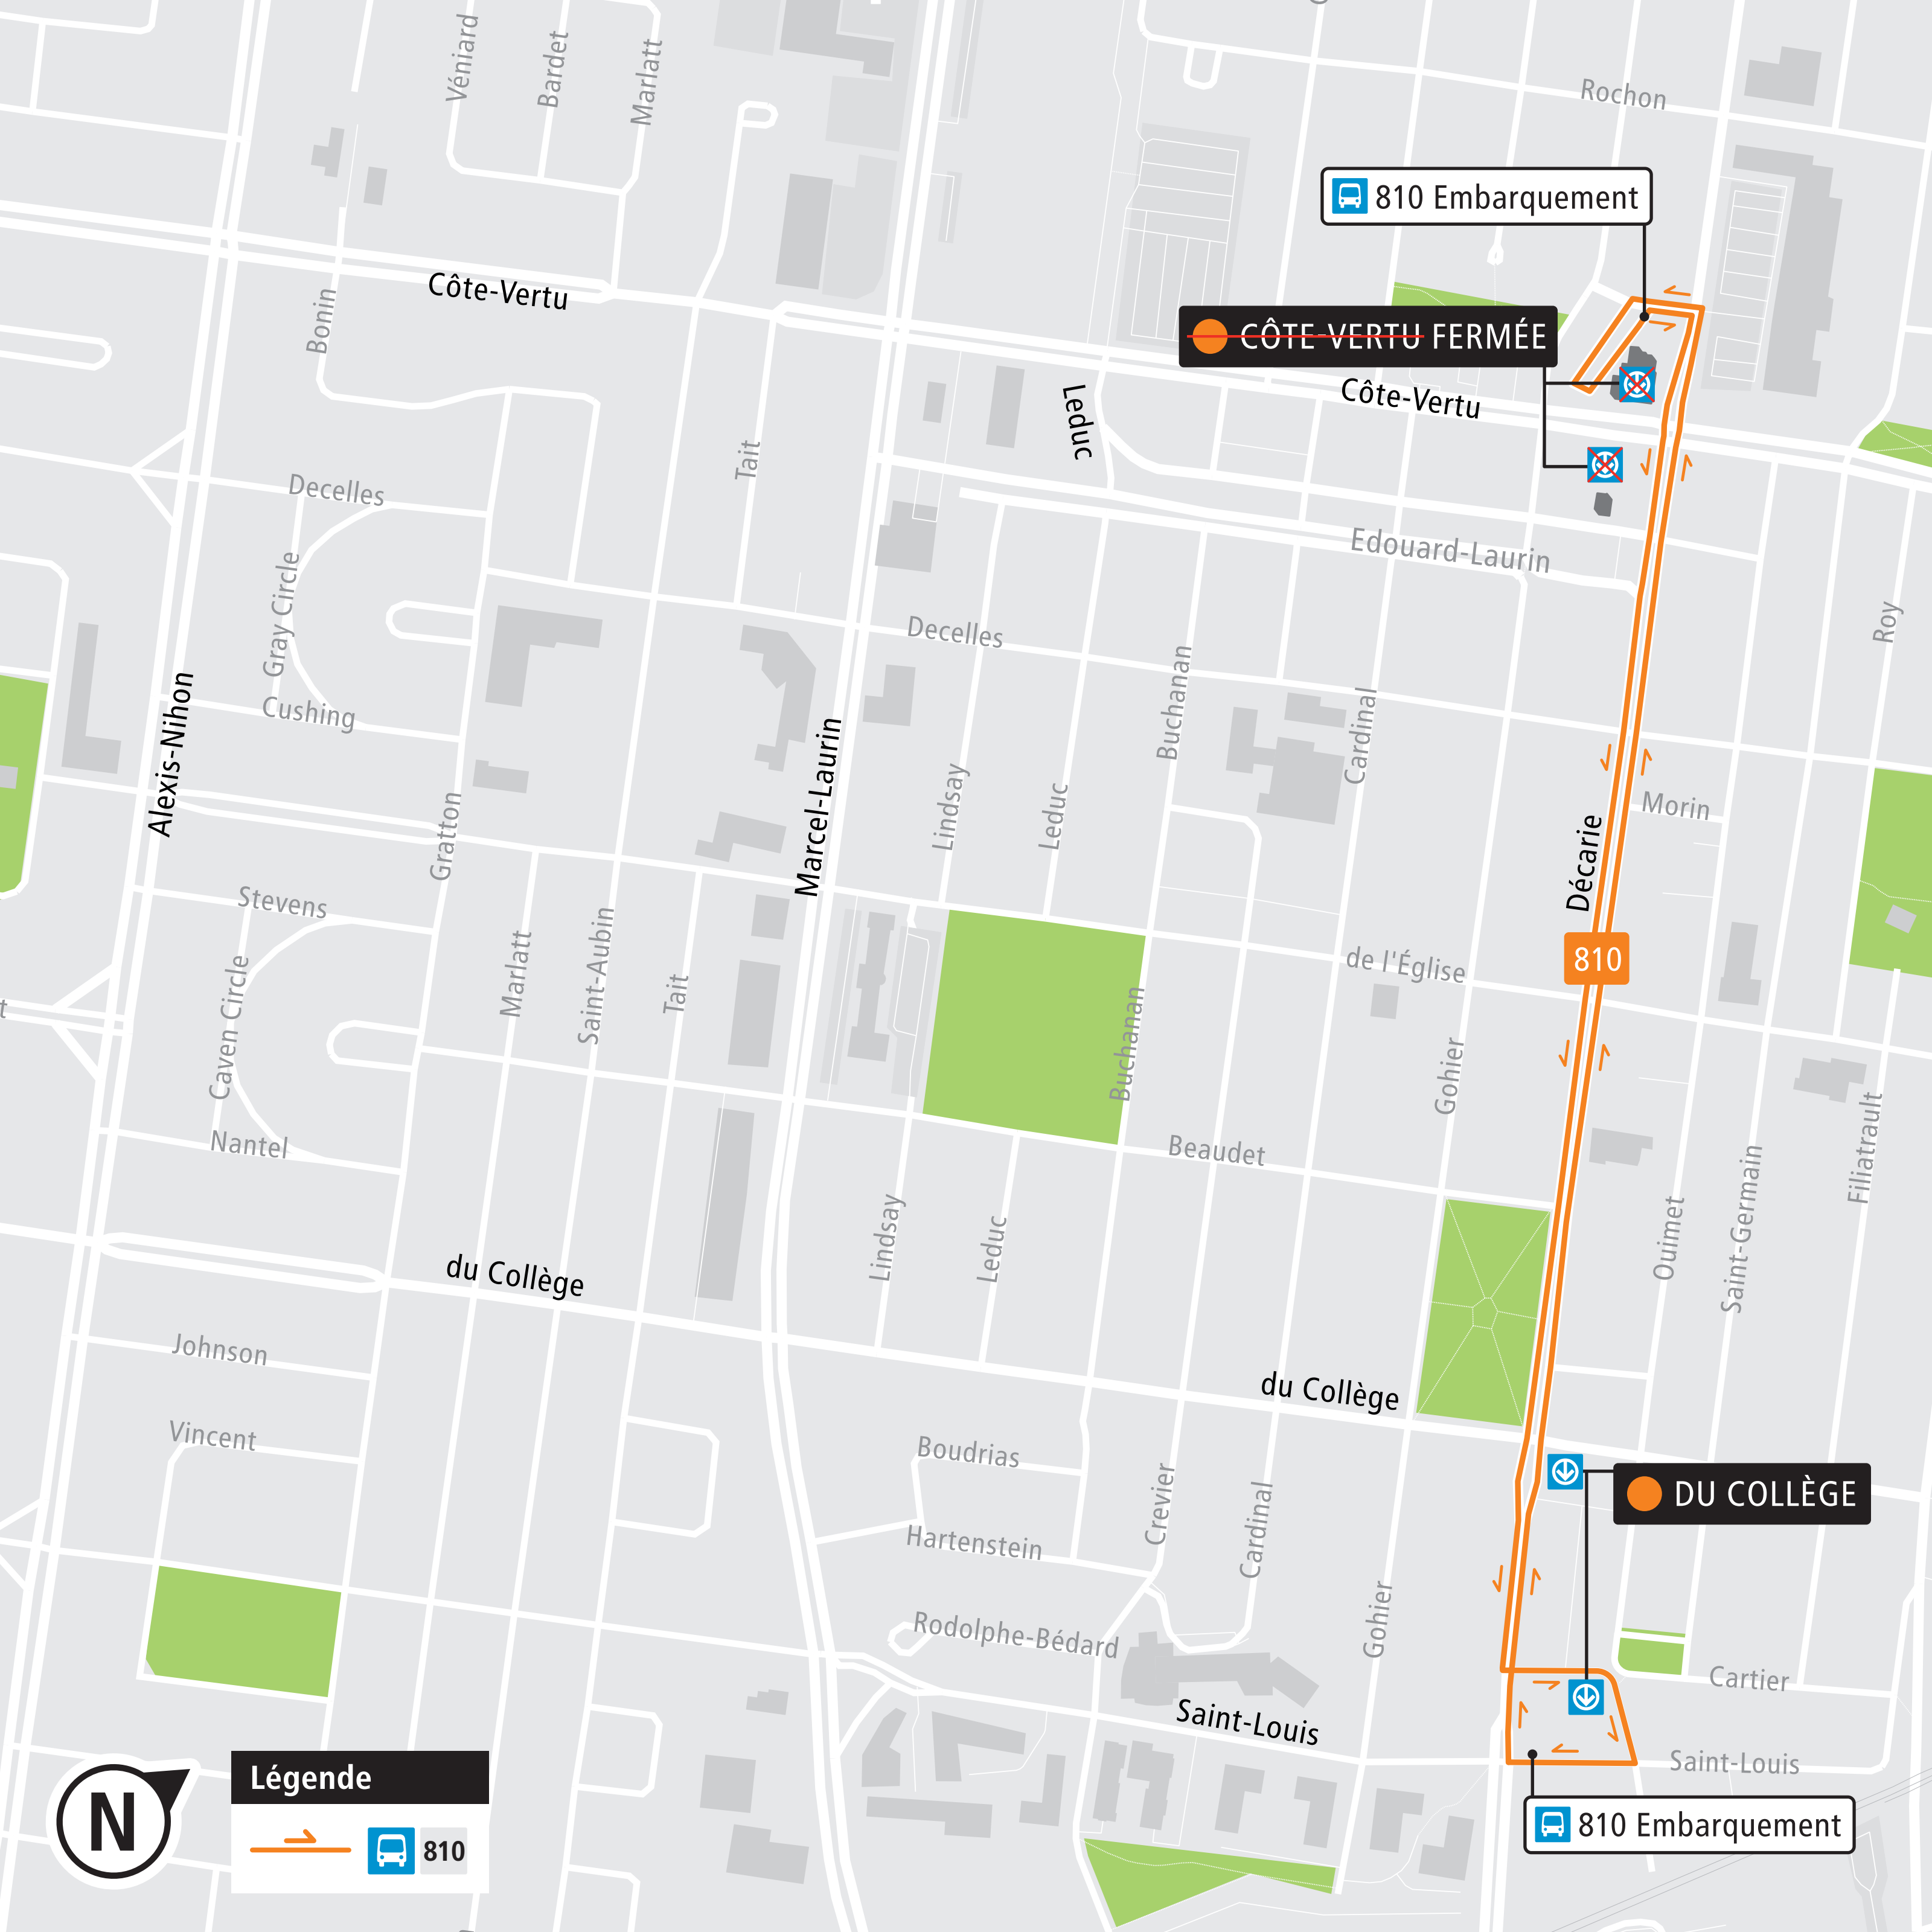 Véniard
Bardet
Marlatt
Rochon
810 Embarquement
Côte-Vertu
Bonin
CÔTE-VERTU FERMÉE
Côte-Vertu
Leduc
Tait
Decelles
Edouard-Laurin
Gray Circle
Decelles
Roy
Cushing
Buchanan
Cardinal
Alexis-Nihon
Marcel-Laurin
Lindsay
Leduc
Morin
Gratton
Décarie
Stevens
810
de l'Église
Marlatt
Saint-Aubin
Tait
Caven Circle
Buchanan
Gohier
Nantel
Beaudet
Filiatrault
Lindsay
Leduc
Ouimet
Saint-Germain
du Collège
Johnson
du Collège
Vincent
Boudrias
Crevier
Cardinal
DU COLLÈGE
Hartenstein
Rodolphe-Bédard
Gohier
Cartier
Saint-Louis
Saint-Louis
N
Légende
810
810 Embarquement